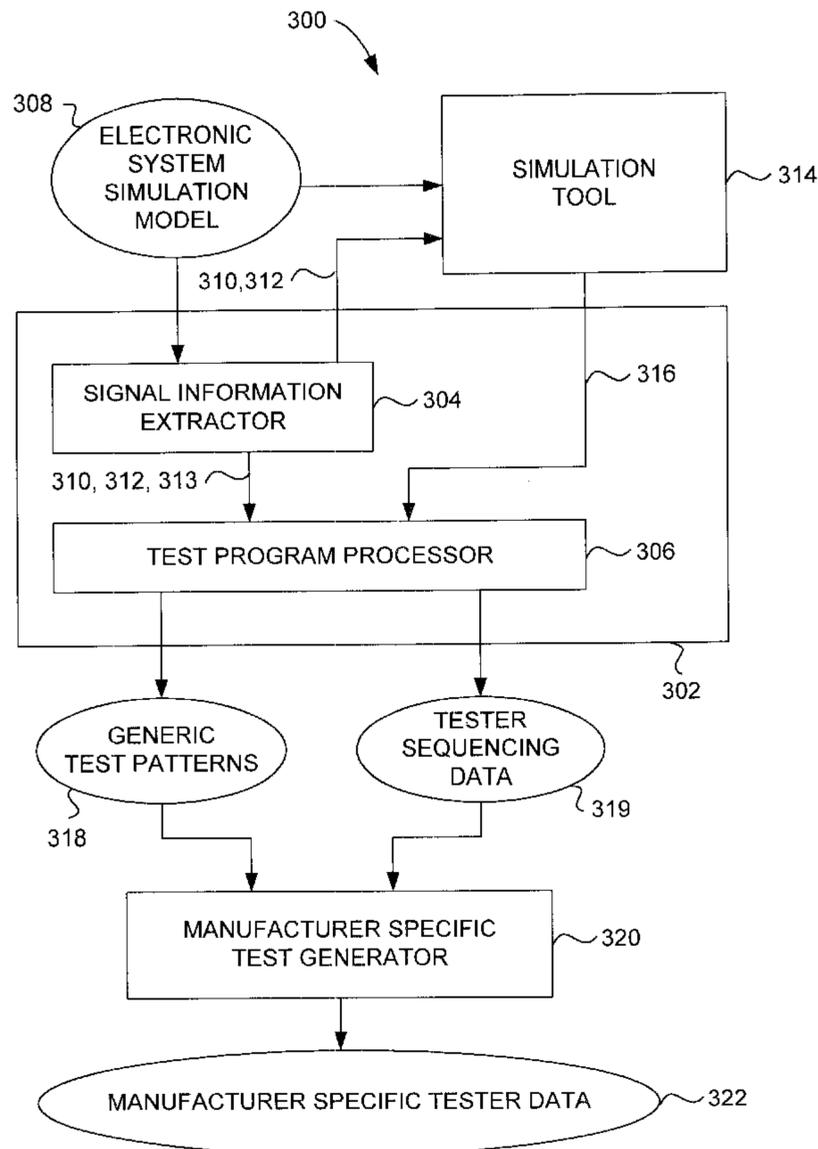 300
308
ELECTRONIC
SYSTEM
SIMULATION
MODEL
SIMULATION
TOOL
314
310,312
SIGNAL INFORMATION
EXTRACTOR
304
316
310, 312, 313
TEST PROGRAM PROCESSOR
306
302
GENERIC
TEST PATTERNS
318
TESTER
SEQUENCING
DATA
319
MANUFACTURER SPECIFIC
TEST GENERATOR
320
MANUFACTURER SPECIFIC TESTER DATA
322